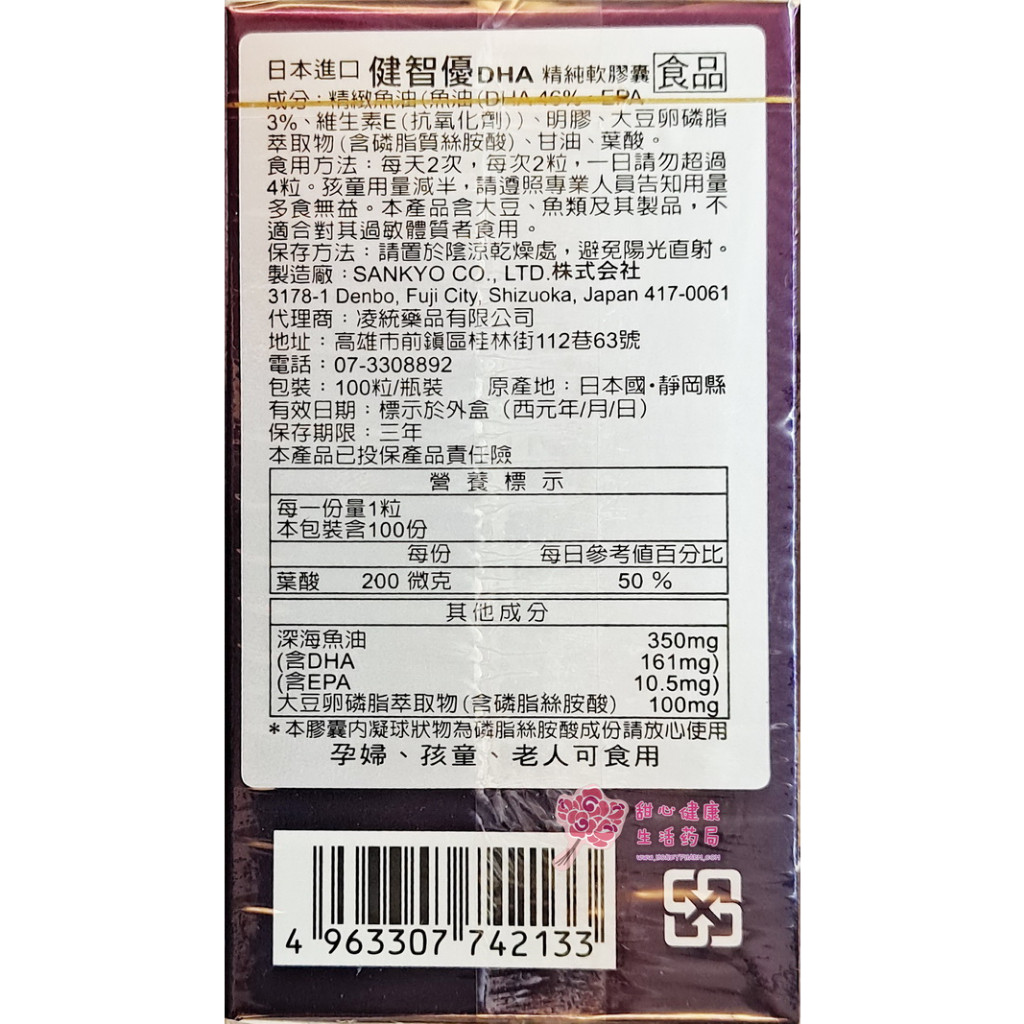 日本進口 健智優DHA 精純軟膠囊 食品
成分：精緻魚油(魚油(DHA 46%、EPA
3%、維生素E(抗氧化劑))、明膠、大豆卵磷脂
萃取物(含磷脂質絲胺酸)、甘油、葉酸。
食用方法：每天2次，每次2粒，一日請勿超過
4粒。孩童用量減半，請遵照專業人員告知用量
多食無益。本產品含大豆、魚類及其製品，不
適合對其過敏體質者食用。
保存方法：請置於陰涼乾燥處，避免陽光直射。
製造廠：SANKYO CO., LTD.株式会社
3178-1 Denbo, Fuji City, Shizuoka, Japan 417-0061
代理商：凌統藥品有限公司
地址：高雄市前鎮區桂林街112巷63號
電話：07-3308892
包裝：100粒/瓶裝 原產地：日本國·靜岡縣
有效日期：標示於外盒（西元年/月/日）
保存期限：三年
本產品已投保產品責任險
營養標示
每一份量1粒
本包裝含100份
每份 每日參考值百分比
葉酸 200 微克 50 %
其他成分
深海魚油 350mg
(含DHA 161mg)
(含EPA 10.5mg)
大豆卵磷脂萃取物(含磷脂絲胺酸) 100mg
＊本膠囊內凝球狀物為磷脂絲胺酸成份請放心使用
孕婦、孩童、老人可食用
甜心健康
生活药局
4 963307 742133